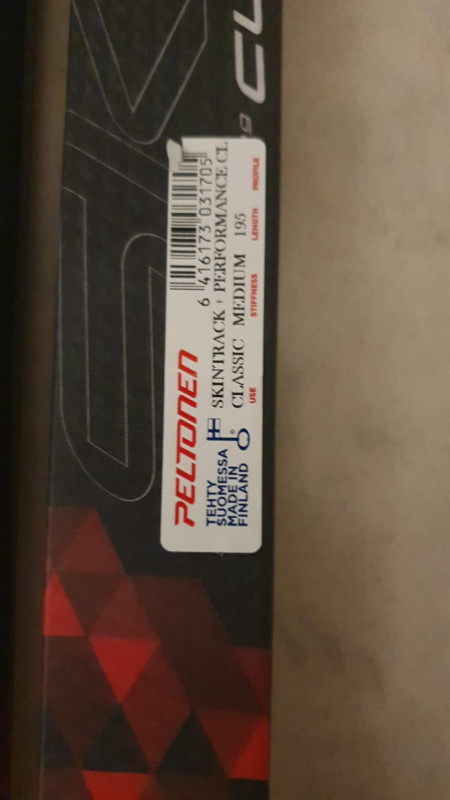 PELTONEN
6 416173 031705
TEHTY
SUOMESSA
MADE IN
FINLAND
SKINTRACK + PERFORMANCE CL
CLASSIC MEDIUM 195
USE STIFFNESS LENGTH PROFILE